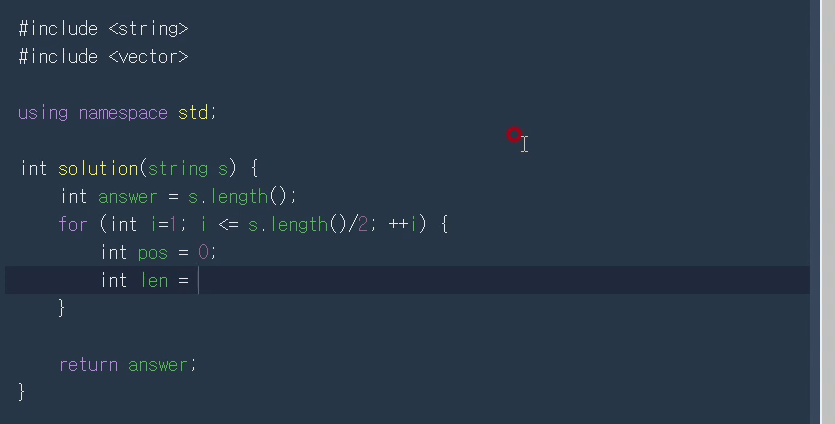 #include <string>
#include <vector>
using namespace std;
int solution(string s) {
int answer = s.length();
for (int i=1; i <= s.length()/2; ++i) {
int pos = 0;
int len =
}
return answer;
}